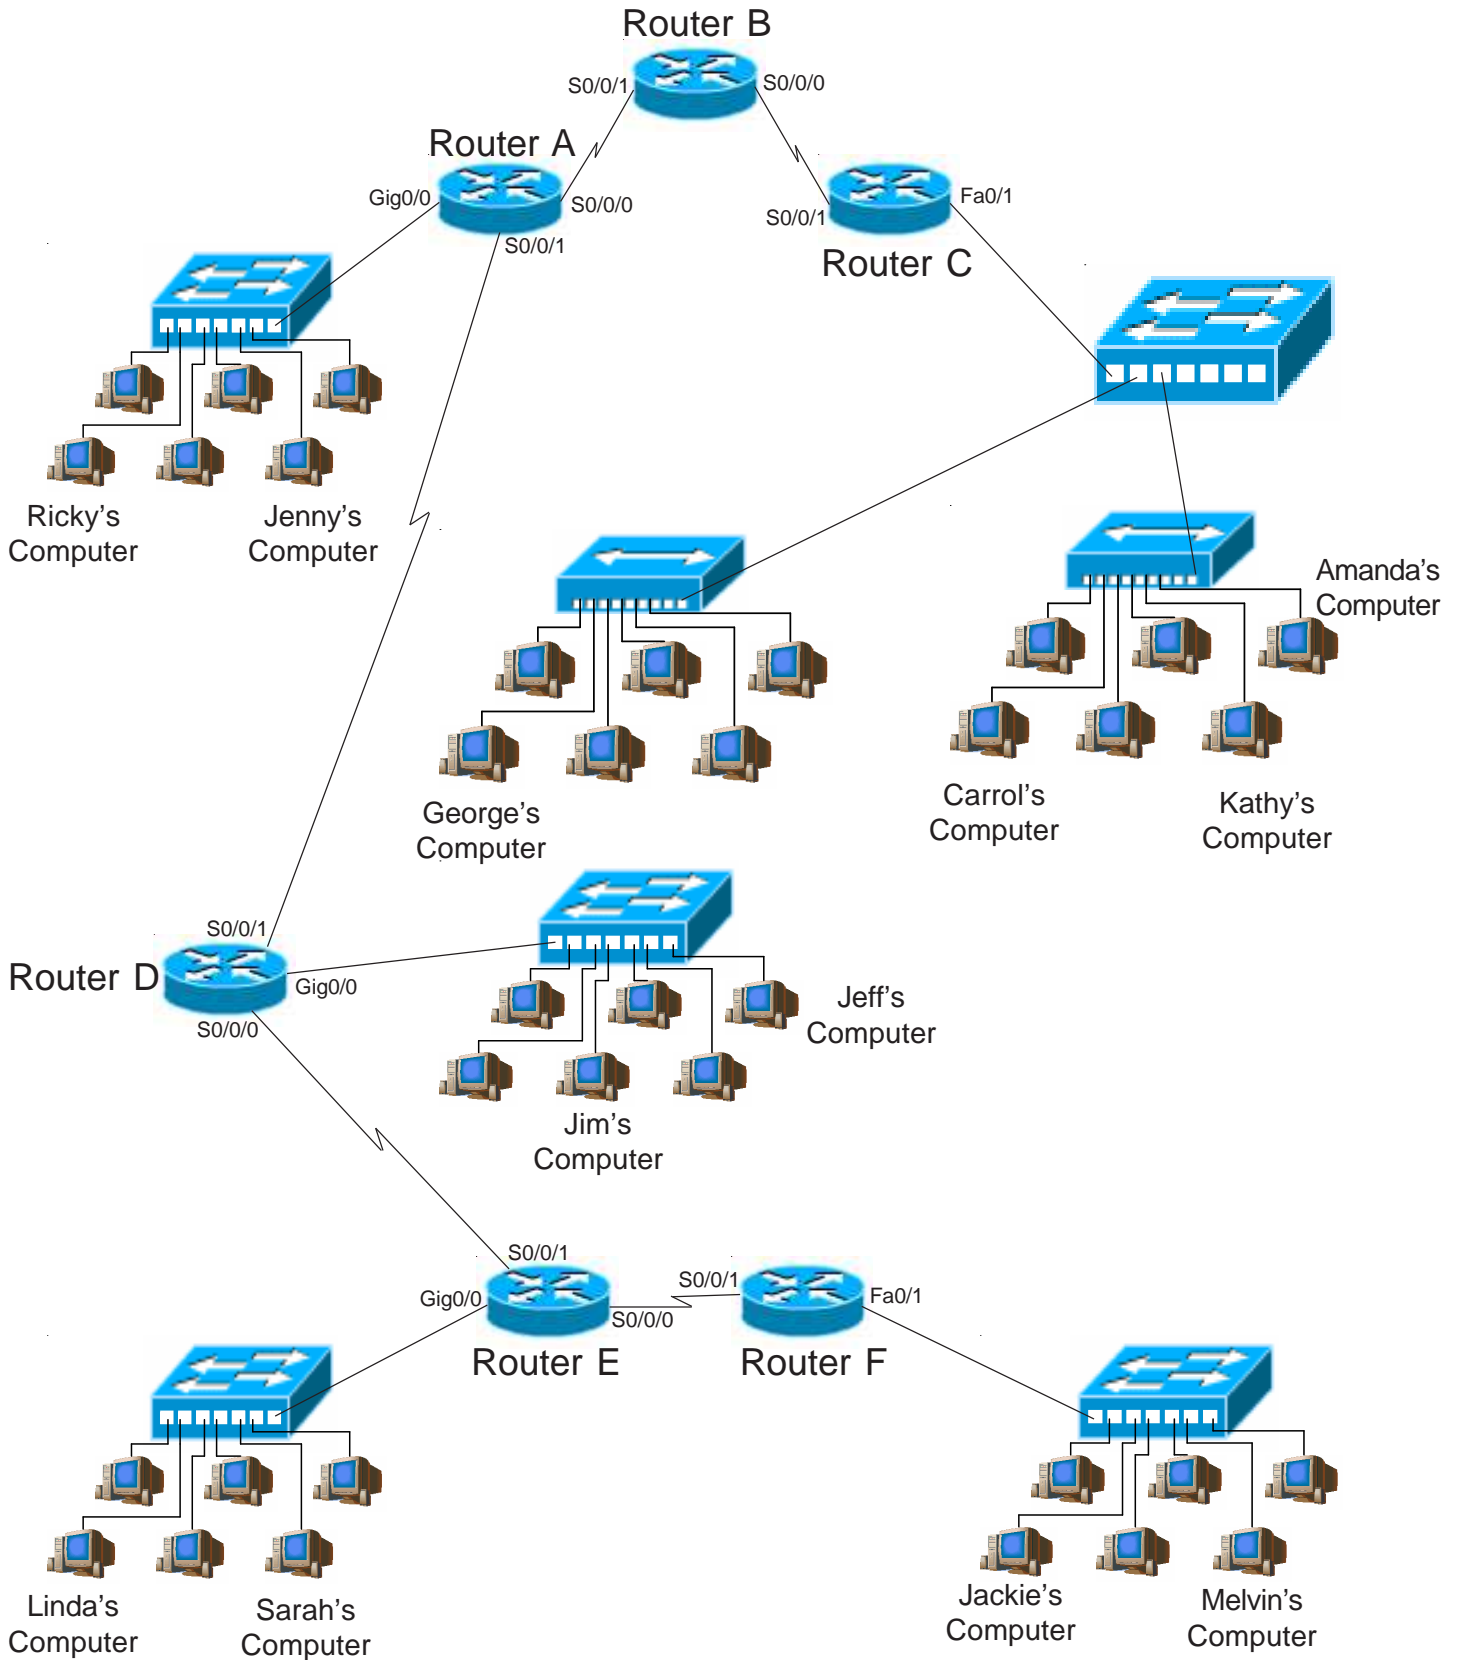 Router B
S0/0/1
S0/0/0
Router A
Gig0/0
S0/0/0
S0/0/1
Fa0/1
S0/0/1
Router C
Ricky's
Computer
Jenny's
Computer
Amanda's
Computer
George's
Computer
Carrol's
Computer
Kathy's
Computer
S0/0/1
Router D
Gig0/0
S0/0/0
Jeff's
Computer
Jim's
Computer
S0/0/1
Gig0/0
S0/0/0
Router E
S0/0/1
Fa0/1
Router F
Linda's
Computer
Sarah's
Computer
Jackie's
Computer
Melvin's
Computer